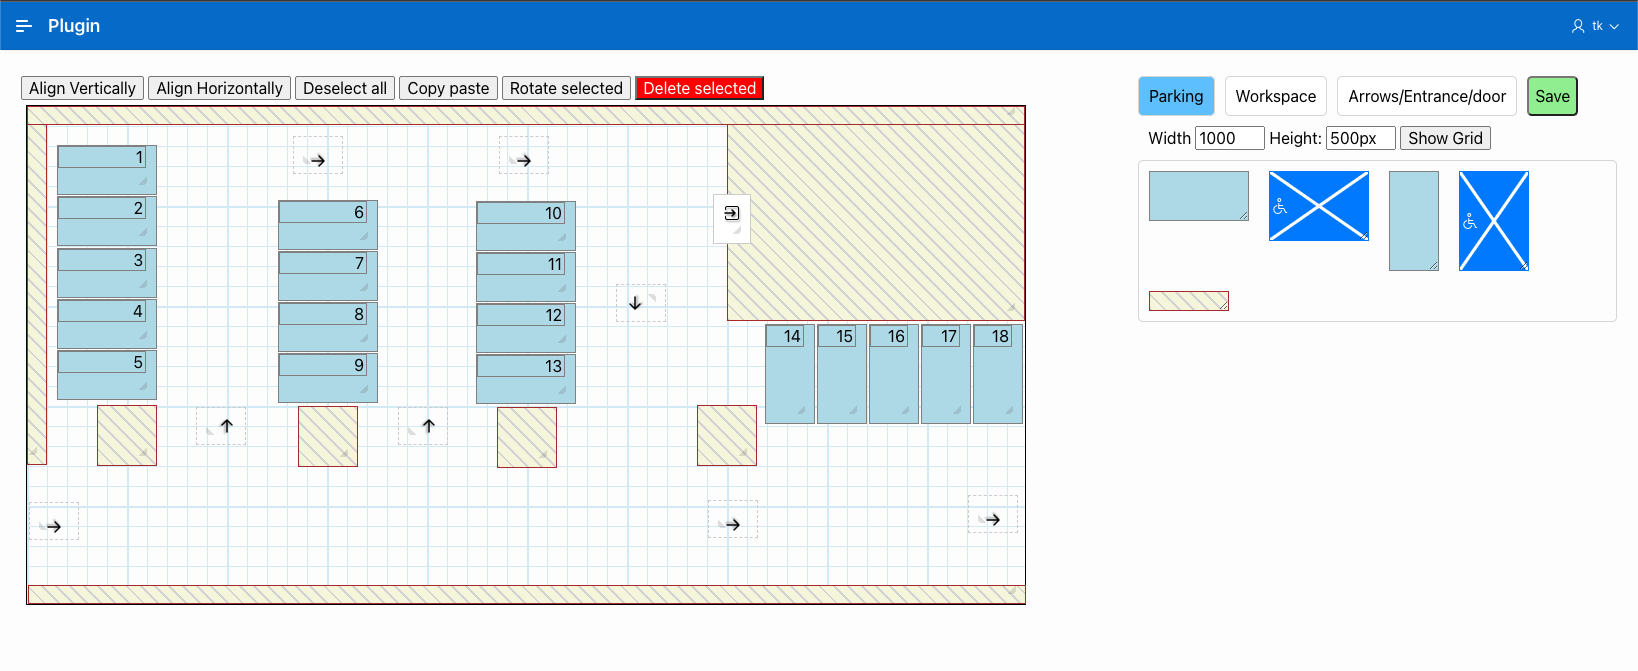 Plugin
tk
Align Vertically Align Horizontally Deselect all Copy paste Rotate selected Delete selected
Parking Workspace Arrows/Entrance/door Save
Width 1000 Height: 500px Show Grid
1
2
3
4
5
6
7
8
9
10
11
12
13
14 15 16 17 18